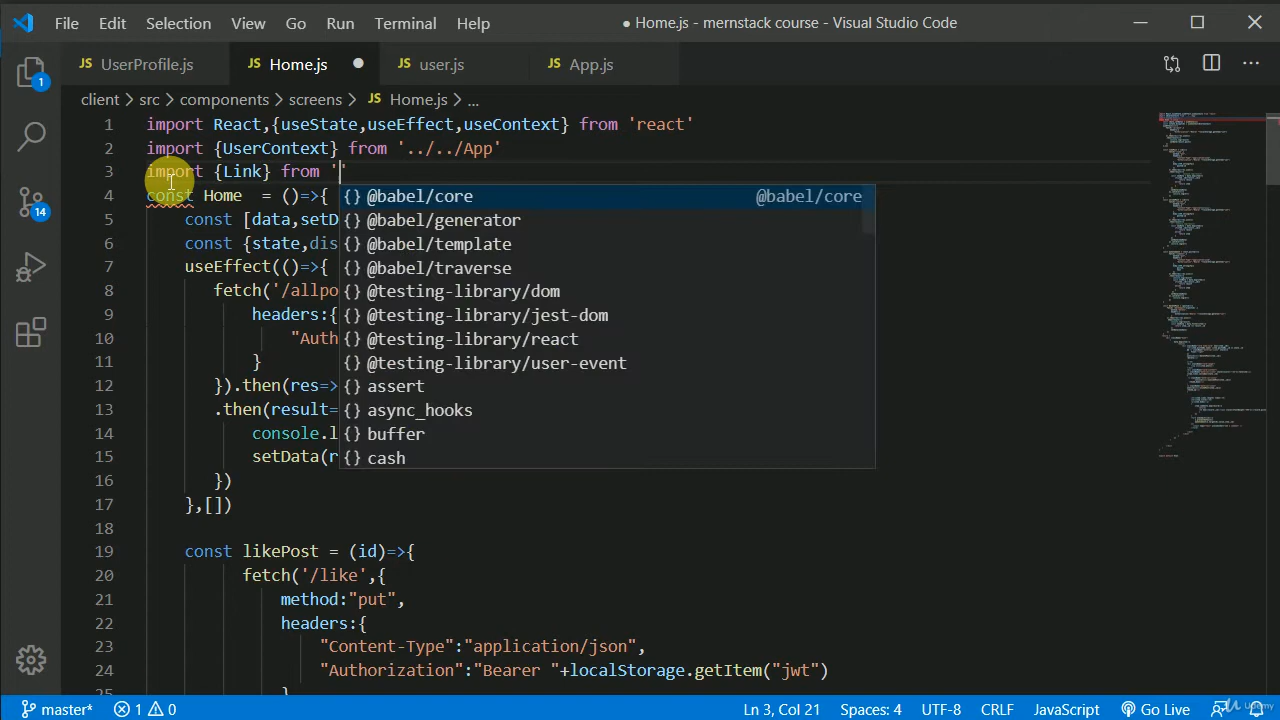 File Edit Selection View Go Run Terminal Help ● Home.js - mernstack course - Visual Studio Code
JS UserProfile.js JS Home.js ● JS user.js JS App.js
client > src > components > screens > JS Home.js > ...
1 import React,{useState,useEffect,useContext} from 'react'
2 import {UserContext} from '../../App'
3 import {Link} from ''
4 const Home = ()=>{
{} @babel/core @babel/core
5 const [data,setD
{} @babel/generator
6 const {state,dis
{} @babel/template
7 useEffect(()=>{
{} @babel/traverse
8 fetch('/allpo
{} @testing-library/dom
9 headers:{
{} @testing-library/jest-dom
10 "Auth
{} @testing-library/react
11 }
{} @testing-library/user-event
12 }).then(res=>
{} assert
13 .then(result=
{} async_hooks
14 console.l
{} buffer
15 setData(r
{} cash
16 })
17 },[])
18
19 const likePost = (id)=>{
20 fetch('/like',{
21 method:"put",
22 headers:{
23 "Content-Type":"application/json",
24 "Authorization":"Bearer "+localStorage.getItem("jwt")
25 }
1
14
master* 1 0 Ln 3, Col 21 Spaces: 4 UTF-8 CRLF JavaScript Go Live
Udemy